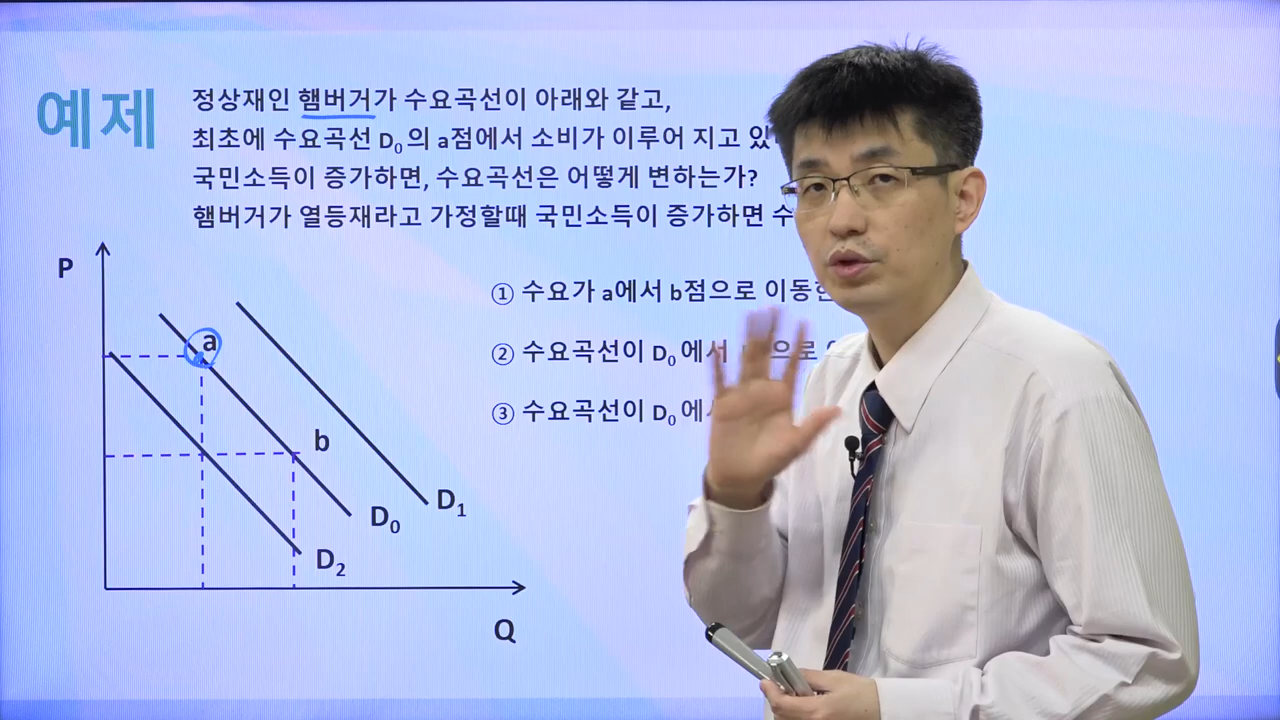 예제
정상재인 햄버거가 수요곡선이 아래와 같고,
최초에 수요곡선 D₀의 a점에서 소비가 이루어 지고 있
국민소득이 증가하면, 수요곡선은 어떻게 변하는가?
햄버거가 열등재라고 가정할때 국민소득이 증가하면 수
① 수요가 a에서 b점으로
② 수요곡선이 D₀에서
③ 수요곡선이 D₀에서
P
a
b
D₁
D₀
D₂
Q